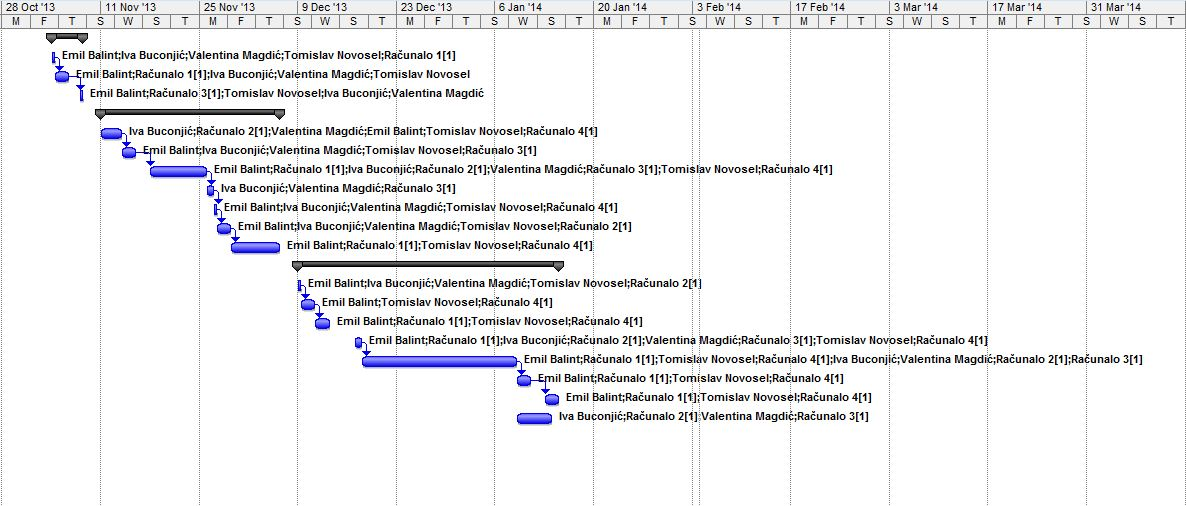 28 Oct '13 11 Nov '13 25 Nov '13 9 Dec '13 23 Dec '13 6 Jan '14 20 Jan '14 3 Feb '14 17 Feb '14 3 Mar '14 17 Mar '14 31 Mar '14
M F T S W S T M F T S W S T M F T S W S T M F T S W S T M F T S W S T M F T S W S T
Emil Balint;Iva Buconjić;Valentina Magdić;Tomislav Novosel;Računalo 1[1]
Emil Balint;Računalo 1[1];Iva Buconjić;Valentina Magdić;Tomislav Novosel
Emil Balint;Računalo 3[1];Tomislav Novosel;Iva Buconjić;Valentina Magdić
Iva Buconjić;Računalo 2[1];Valentina Magdić;Emil Balint;Tomislav Novosel;Računalo 4[1]
Emil Balint;Iva Buconjić;Valentina Magdić;Tomislav Novosel;Računalo 3[1]
Emil Balint;Računalo 1[1];Iva Buconjić;Računalo 2[1];Valentina Magdić;Računalo 3[1];Tomislav Novosel;Računalo 4[1]
Iva Buconjić;Valentina Magdić;Računalo 3[1]
Emil Balint;Iva Buconjić;Valentina Magdić;Tomislav Novosel;Računalo 4[1]
Emil Balint;Iva Buconjić;Valentina Magdić;Tomislav Novosel;Računalo 2[1]
Emil Balint;Računalo 1[1];Tomislav Novosel;Računalo 4[1]
Emil Balint;Iva Buconjić;Valentina Magdić;Tomislav Novosel;Računalo 2[1]
Emil Balint;Tomislav Novosel;Računalo 4[1]
Emil Balint;Računalo 1[1];Tomislav Novosel;Računalo 4[1]
Emil Balint;Računalo 1[1];Iva Buconjić;Računalo 2[1];Valentina Magdić;Računalo 3[1];Tomislav Novosel;Računalo 4[1]
Emil Balint;Računalo 1[1];Tomislav Novosel;Računalo 4[1];Iva Buconjić;Valentina Magdić;Računalo 2[1];Računalo 3[1]
Emil Balint;Računalo 1[1];Tomislav Novosel;Računalo 4[1]
Emil Balint;Računalo 1[1];Tomislav Novosel;Računalo 4[1]
Iva Buconjić;Računalo 2[1];Valentina Magdić;Računalo 3[1]